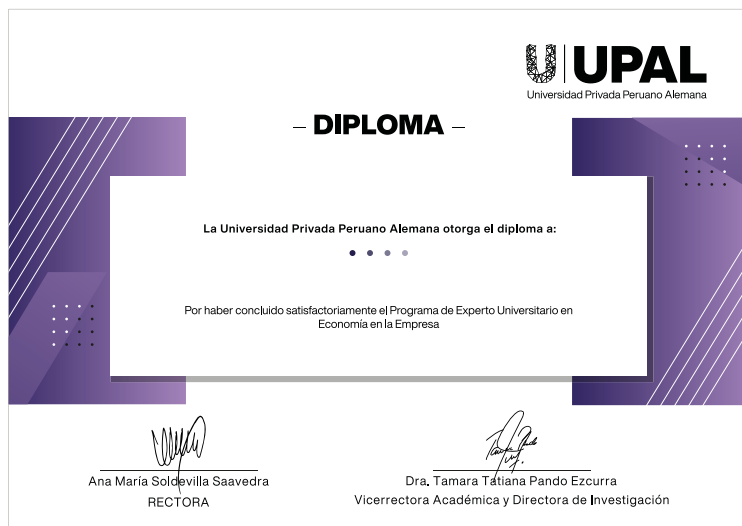 UPAL
Universidad Privada Peruano Alemana
– DIPLOMA –
La Universidad Privada Peruano Alemana otorga el diploma a:
Por haber concluido satisfactoriamente el Programa de Experto Universitario en
Economía en la Empresa
Ana María Soldevilla Saavedra
RECTORA
Dra. Tamara Tatiana Pando Ezcurra
Vicerrectora Académica y Directora de Investigación